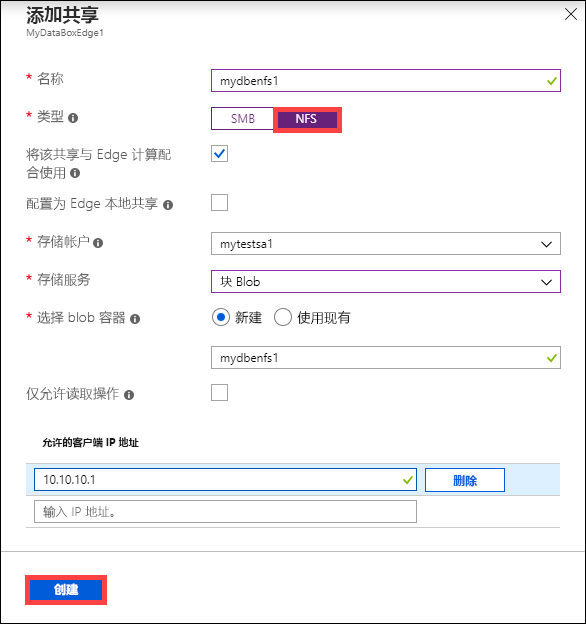 添加共享
MyDataBoxEdge1
* 名称
mydbenfs1
* 类型
SMB
NFS
将该共享与 Edge 计算配
合使用
配置为 Edge 本地共享
* 存储帐户
mytestsa1
* 存储服务
块 Blob
* 选择 blob 容器
新建
使用现有
mydbenfs1
仅允许读取操作
允许的客户端 IP 地址
10.10.10.1
删除
输入 IP 地址。
创建